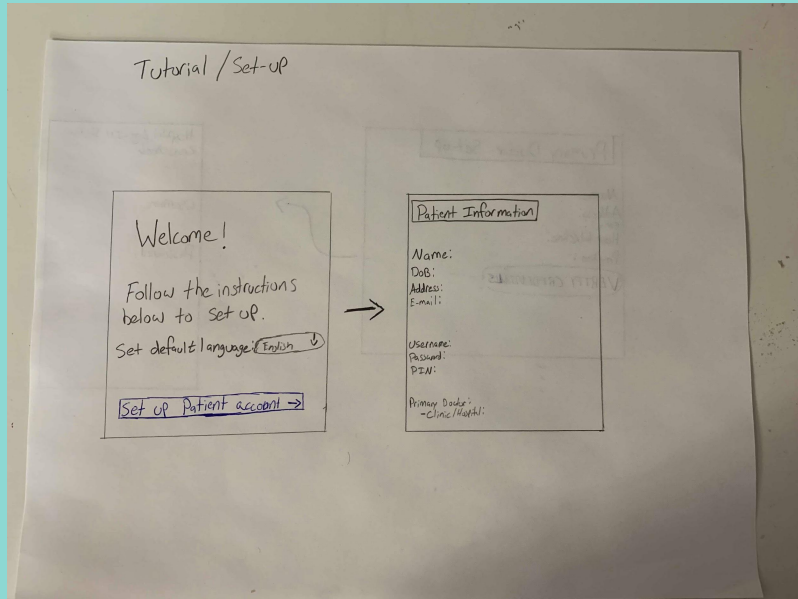 Tutorial / Set-up
Welcome!
Follow the instructions
below to set up.
Set default language: English
Set up Patient account →
Patient Information
Name:
DoB:
Address:
E-mail:
Username:
Password:
PIN:
Primary Doctor:
-Clinic/Hospital: